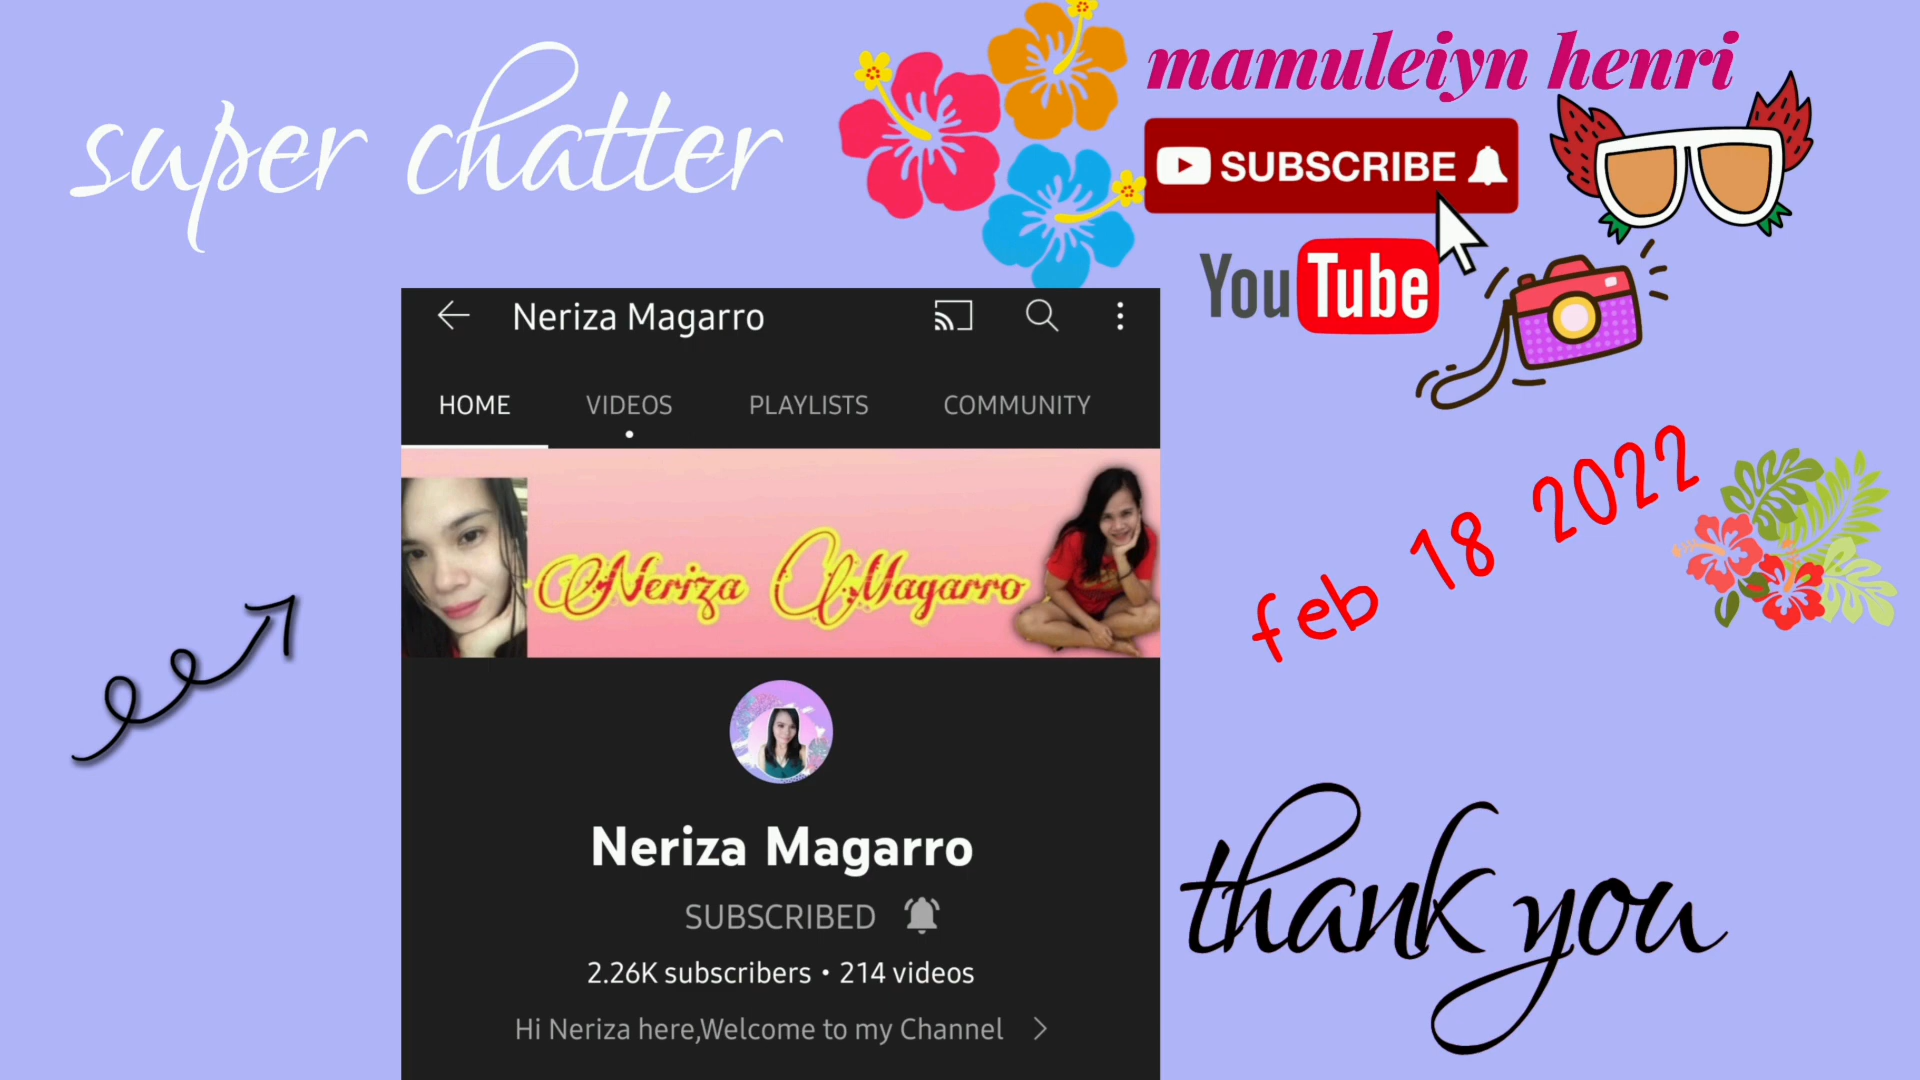 super chatter
mamuleiyn henri
SUBSCRIBE
YouTube
Neriza Magarro
HOME VIDEOS PLAYLISTS COMMUNITY
Neriza Magarro
feb 18 2022
Neriza Magarro
SUBSCRIBED
2.26K subscribers • 214 videos
Hi Neriza here,Welcome to my Channel
thank you